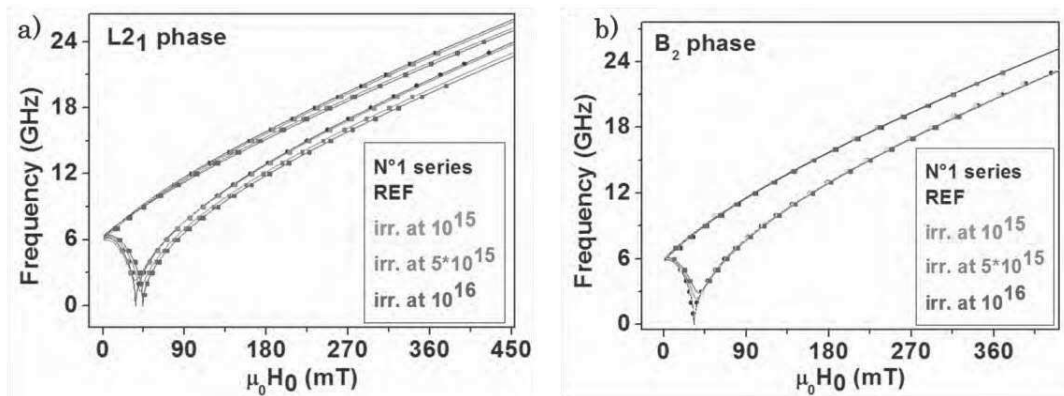 a)
L2₁ phase
Frequency (GHz)
24
18
12
6
0
0 90 180 270 360 450
μ₀H₀ (mT)
N°1 series
REF
irr. at 10¹⁵
irr. at 5*10¹⁵
irr. at 10¹⁶
b)
B₂ phase
Frequency (GHz)
24
18
12
6
0
0 90 180 270 360
μ₀H₀ (mT)
N°1 series
REF
irr. at 10¹⁵
irr. at 5*10¹⁵
irr. at 10¹⁶